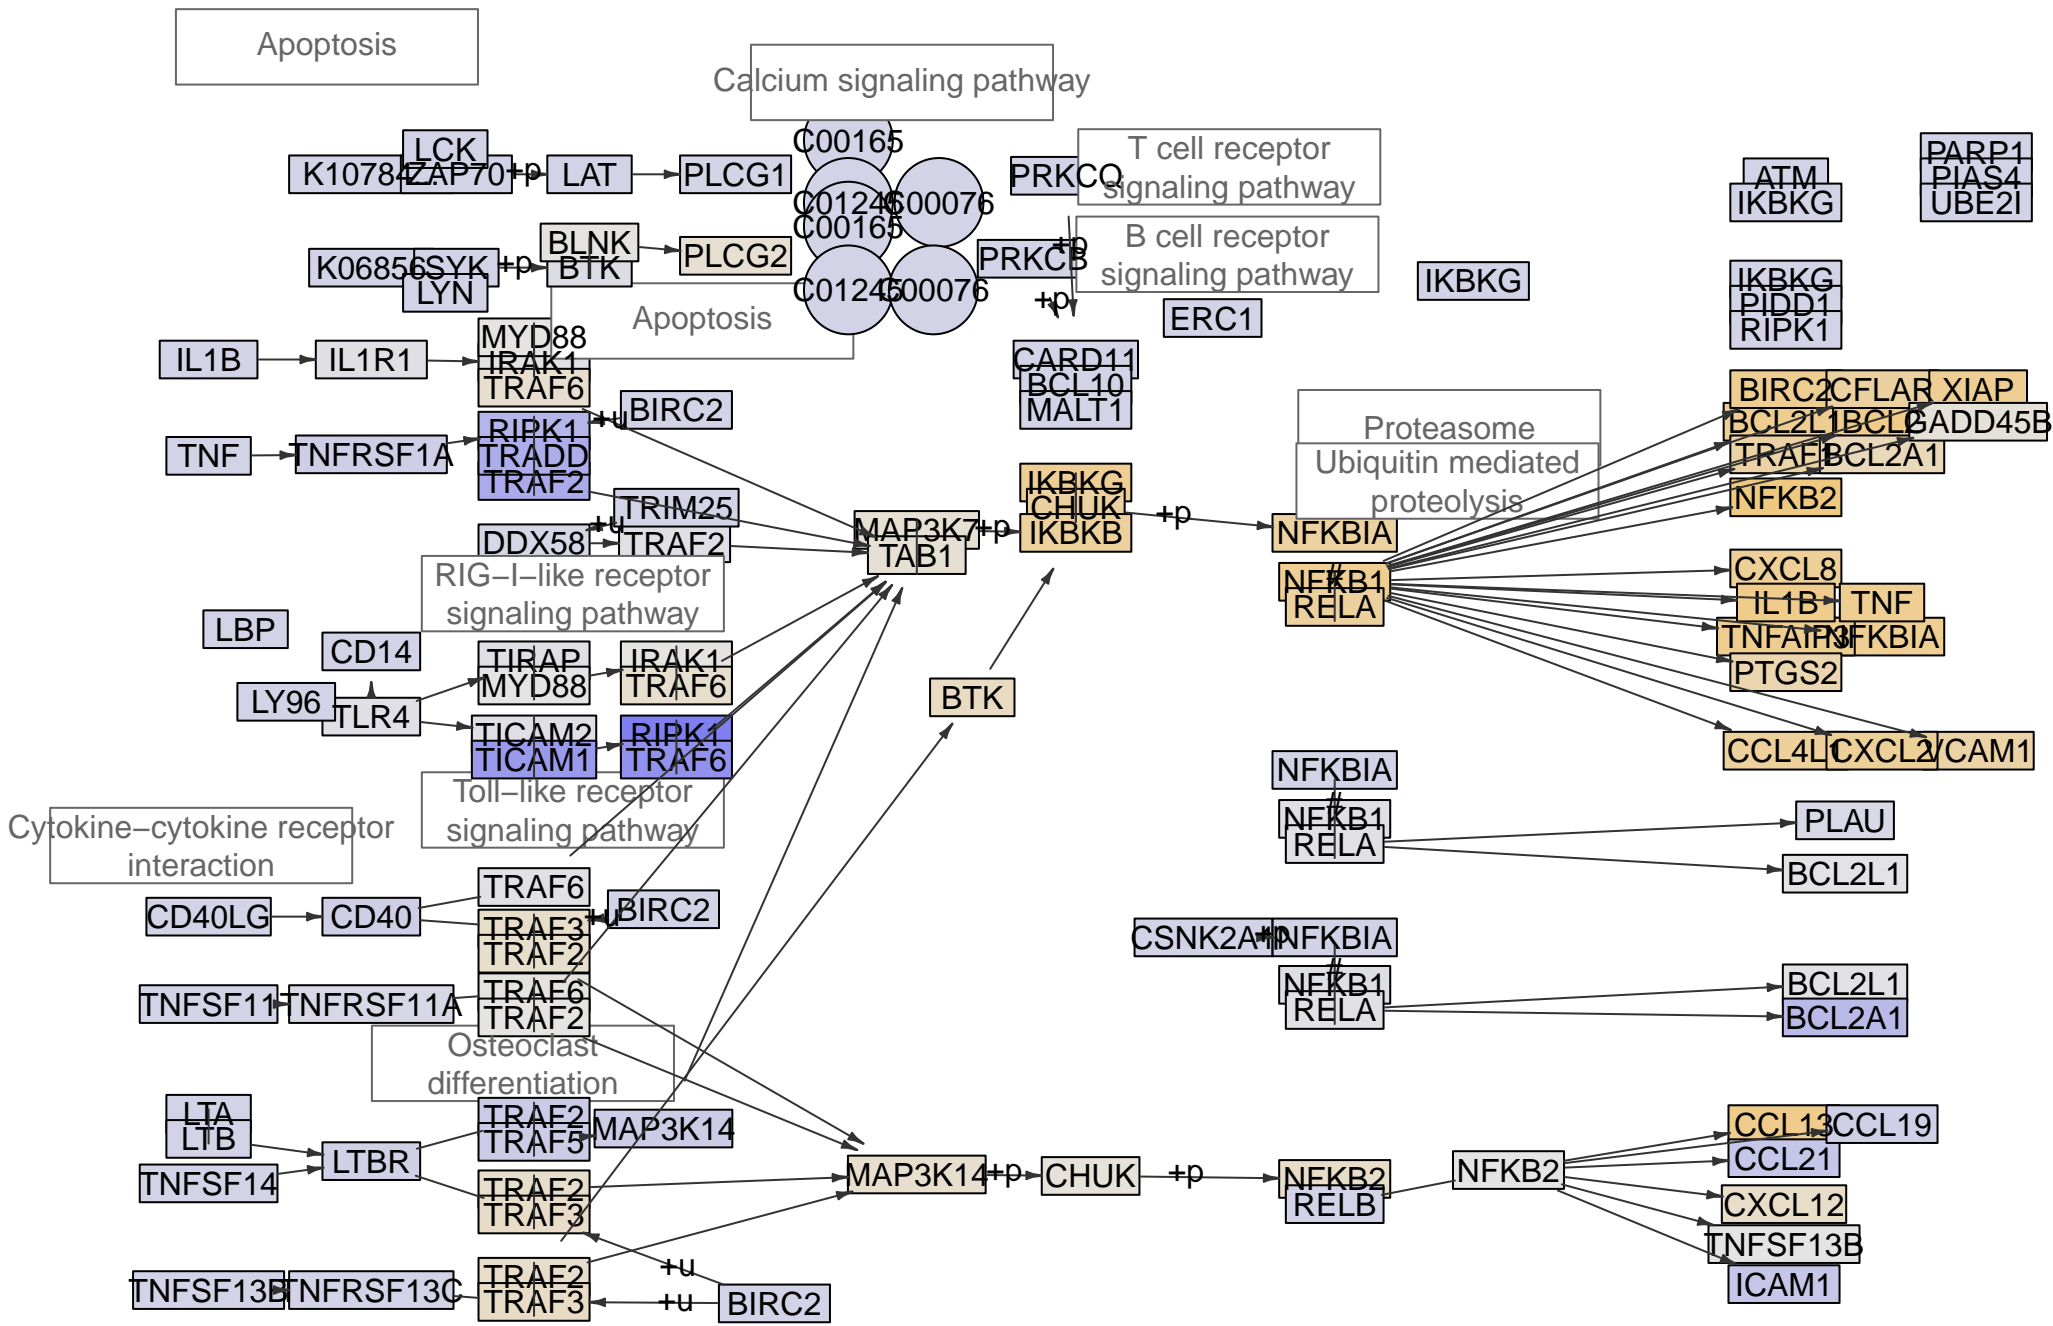 Apoptosis
Calcium signaling pathway
T cell receptor
signaling pathway
B cell receptor
signaling pathway
LCK
ZAP70
+p
LAT
PLCG1
C00165
C01246
C00076
C00165
C00076
PRKCQ
PRKCB
+p
+p
ATM
IKBKG
PARP1
PIAS4
UBE2I
BLNK
BTK
PLCG2
SYK
+p
LYN
Apoptosis
ERC1
IKBKG
IKBKG
PIDD1
RIPK1
IL1B
IL1R1
MYD88
IRAK1
TRAF6
CARD11
BCL10
MALT1
BIRC2
CFLAR
XIAP
BCL2L1
BCL2
GADD45B
TRAF1
BCL2A1
NFKB2
BIRC2
+u
TNF
TNFRSF1A
RIPK1
TRADD
TRAF2
Proteasome
Ubiquitin mediated
proteolysis
TRIM25
+u
DDX58
TRAF2
MAP3K7
TAB1
+p
IKBKG
CHUK
IKBKB
+p
NFKBIA
NFKB1
RELA
CXCL8
IL1B
TNF
TNFAIP3
NFKBIA
PTGS2
CCL4L1
CXCL2
VCAM1
RIG−I−like receptor
signaling pathway
LBP
CD14
LY96
TLR4
TIRAP
MYD88
IRAK1
TRAF6
TICAM2
TICAM1
RIPK1
TRAF6
BTK
Toll−like receptor
signaling pathway
Cytokine−cytokine receptor
interaction
NFKBIA
NFKB1
RELA
PLAU
BCL2L1
CD40LG
CD40
TRAF6
TRAF3
TRAF2
+u
BIRC2
+p
NFKBIA
NFKB1
RELA
BCL2L1
BCL2A1
TNFSF11
TNFRSF11A
TRAF6
TRAF2
Osteoclast
differentiation
LTA
LTB
TNFSF14
LTBR
TRAF2
TRAF5
MAP3K14
TRAF2
TRAF3
MAP3K14
+p
CHUK
+p
NFKB2
RELB
NFKB2
CCL13
CCL19
CCL21
CXCL12
TNFSF13B
ICAM1
TNFSF13B
TNFRSF13C
TRAF2
TRAF3
+u
+u
BIRC2